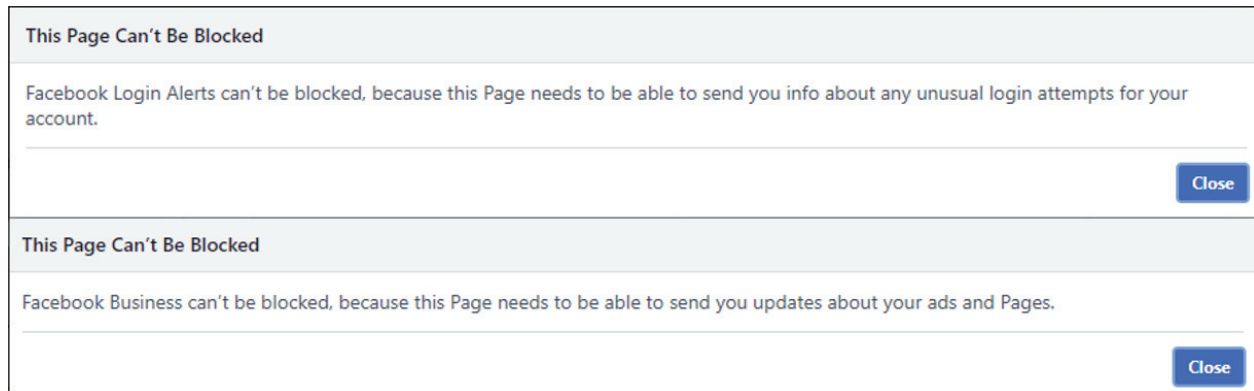 This Page Can't Be Blocked
Facebook Login Alerts can't be blocked, because this Page needs to be able to send you info about any unusual login attempts for your
account.
Close
This Page Can't Be Blocked
Facebook Business can't be blocked, because this Page needs to be able to send you updates about your ads and Pages.
Close